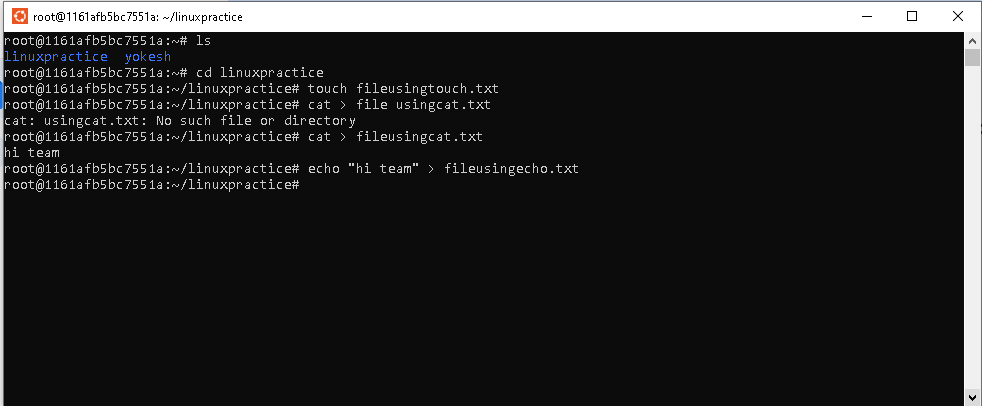 root@1161afb5bc7551a: ~/linuxpractice
root@1161afb5bc7551a:~# ls
linuxpractice  yokesh
root@1161afb5bc7551a:~# cd linuxpractice
root@1161afb5bc7551a:~/linuxpractice# touch fileusingtouch.txt
root@1161afb5bc7551a:~/linuxpractice# cat > file usingcat.txt
cat: usingcat.txt: No such file or directory
root@1161afb5bc7551a:~/linuxpractice# cat > fileusingcat.txt
hi team
root@1161afb5bc7551a:~/linuxpractice# echo "hi team" > fileusingecho.txt
root@1161afb5bc7551a:~/linuxpractice#